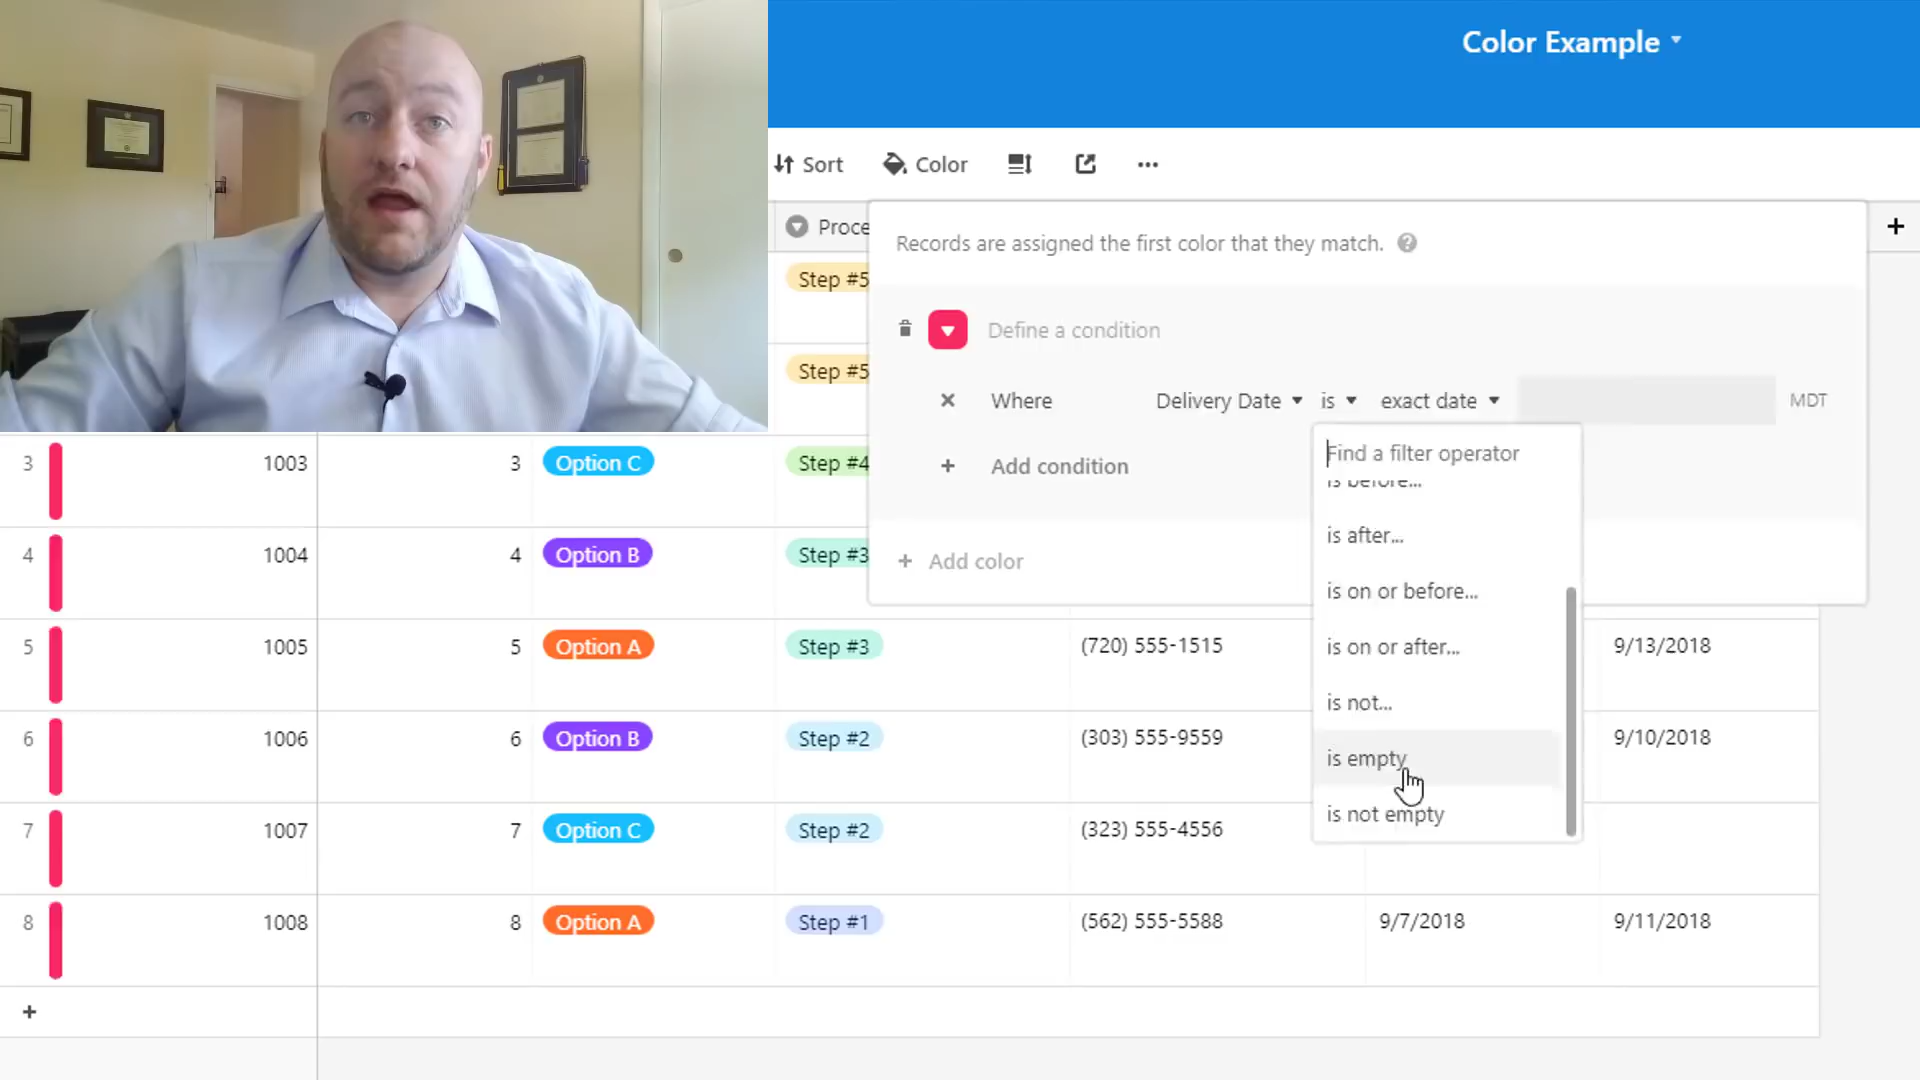 Color Example
Sort
Color
Proce
Records are assigned the first color that they match.
Step #5
Define a condition
Step #5
Where
Delivery Date
is
exact date
MDT
Find a filter operator
is before...
3
1003
3
Option C
Step #4
+ Add condition
is after...
4
1004
4
Option B
Step #3
+ Add color
is on or before...
5
1005
5
Option A
Step #3
(720) 555-1515
is on or after...
9/13/2018
is not...
6
1006
6
Option B
Step #2
(303) 555-9559
is empty
9/10/2018
7
1007
7
Option C
Step #2
(323) 555-4556
is not empty
8
1008
8
Option A
Step #1
(562) 555-5588
9/7/2018
9/11/2018